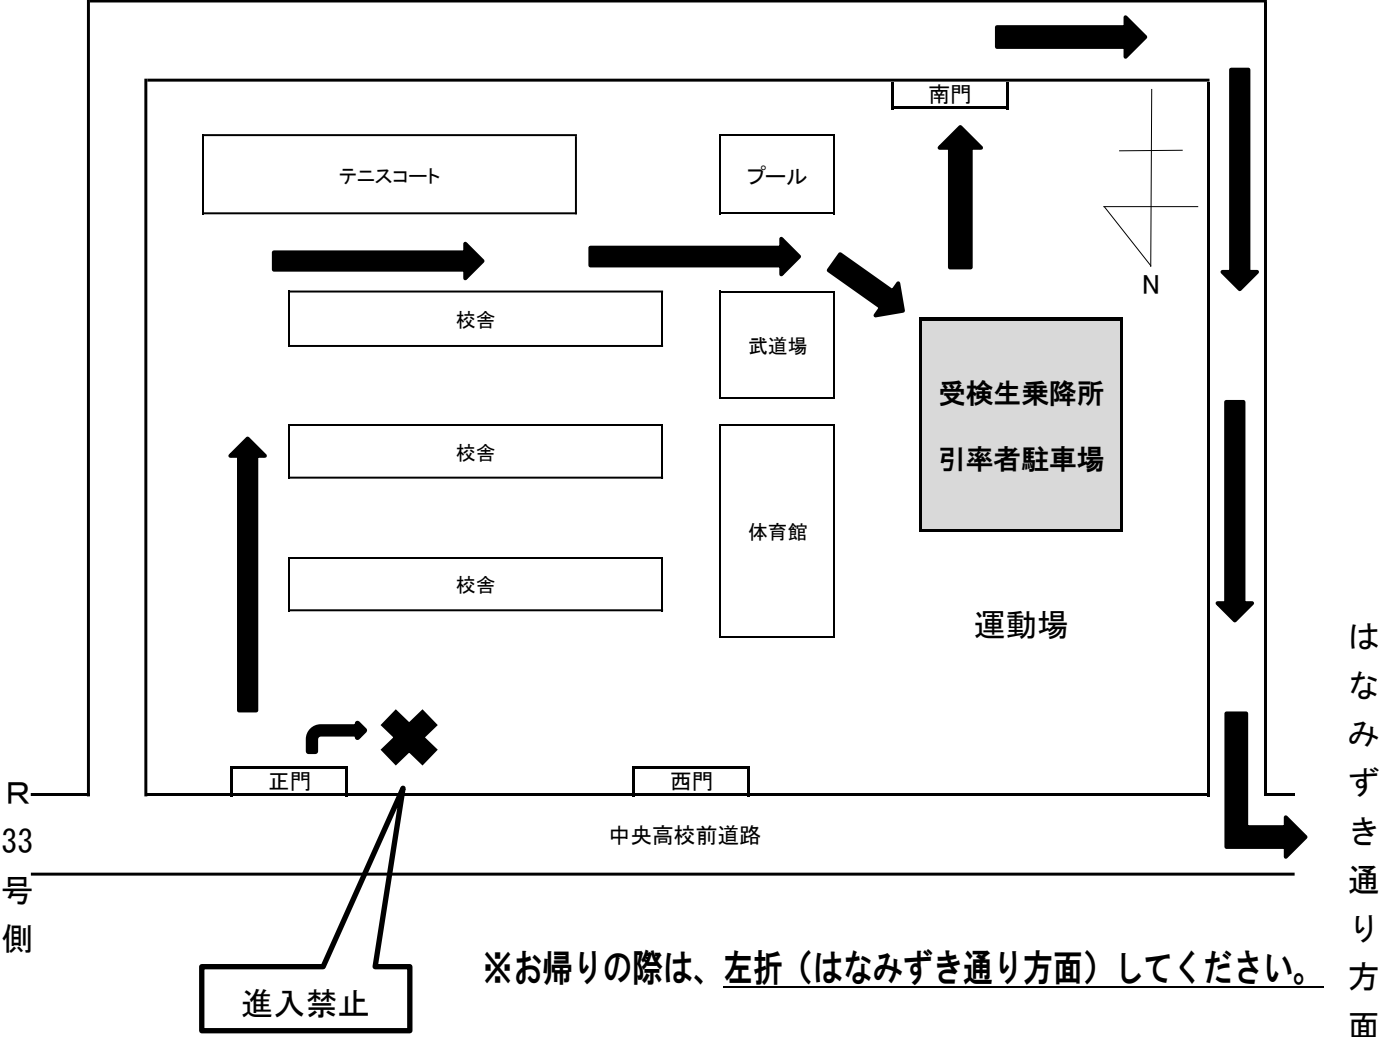 南門
テニスコート
プール
N
校舎
武道場
受検生乗降所
引率者駐車場
校舎
体育館
校舎
運動場
正門
西門
中央高校前道路
R
33
号
側
はなみずき通り方面
進入禁止
※お帰りの際は、左折（はなみずき通り方面）してください。